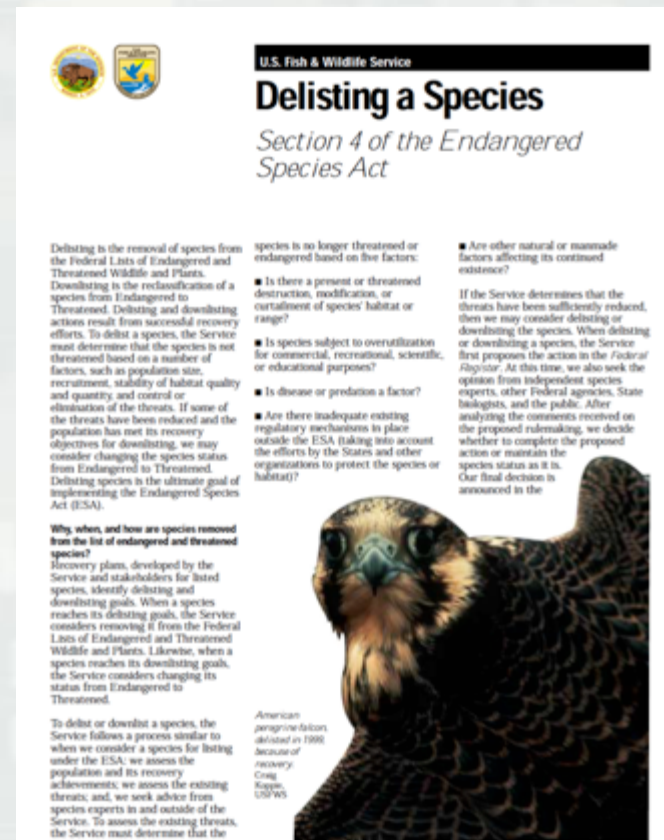 U.S. Fish & Wildlife Service
Delisting a Species
Section 4 of the Endangered
Species Act
Delisting is the removal of species from
the Federal Lists of Endangered and
Threatened Wildlife and Plants.
Downlisting is the reclassification of a
species from Endangered to
Threatened. Delisting and downlisting
actions result from successful recovery
efforts. To delist a species, the Service
must determine that the species is not
threatened based on a number of
factors, such as population size,
recruitment, stability of habitat quality
and quantity, and control or
elimination of the threats. If some of
the threats have been reduced and the
population has met its recovery
objectives for downlisting, we may
consider changing the species status
from Endangered to Threatened.
Delisting species is the ultimate goal of
implementing the Endangered Species
Act (ESA).
Why, when, and how are species removed
from the list of endangered and threatened
species?
Recovery plans, developed by the
Service and stakeholders for listed
species, identify delisting and
downlisting goals. When a species
reaches its delisting goals, the Service
considers removing it from the Federal
Lists of Endangered and Threatened
Wildlife and Plants. Likewise, when a
species reaches its downlisting goals,
the Service considers changing its
status from Endangered to
Threatened.
To delist or downlist a species, the
Service follows a process similar to
when we consider a species for listing
under the ESA: we assess the
population and its recovery
achievements; we assess the existing
threats; and, we seek advice from
species experts in and outside of the
Service. To assess the existing threats,
the Service must determine that the
species is no longer threatened or
endangered based on five factors:
■ Is there a present or threatened
destruction, modification, or
curtailment of species' habitat or
range?
■ Is species subject to overutilization
for commercial, recreational, scientific,
or educational purposes?
■ Is disease or predation a factor?
■ Are there inadequate existing
regulatory mechanisms in place
outside the ESA (taking into account
the efforts by the States and other
organizations to protect the species or
habitat)?
■ Are other natural or manmade
factors affecting its continued
existence?
If the Service determines that the
threats have been sufficiently reduced,
then we may consider delisting or
downlisting the species. When delisting
or downlisting a species, the Service
first proposes the action in the Federal
Register. At this time, we also seek the
opinion from independent species
experts, other Federal agencies, State
biologists, and the public. After
analyzing the comments received on
the proposed rulemaking, we decide
whether to complete the proposed
action or maintain the
species status as it is.
Our final decision is
announced in the
American
peregrine falcon,
delisted in 1999,
because of
recovery.
Craig
Koppie,
USFWS